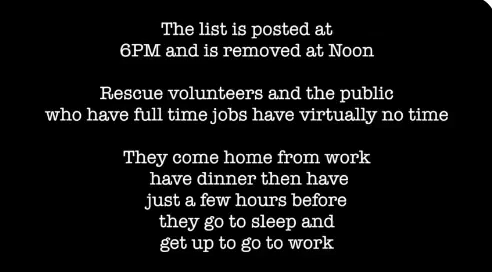 The list is posted at
6PM and is removed at Noon
Rescue volunteers and the public
who have full time jobs have virtually no time
They come home from work
have dinner then have
just a few hours before
they go to sleep and
get up to go to work